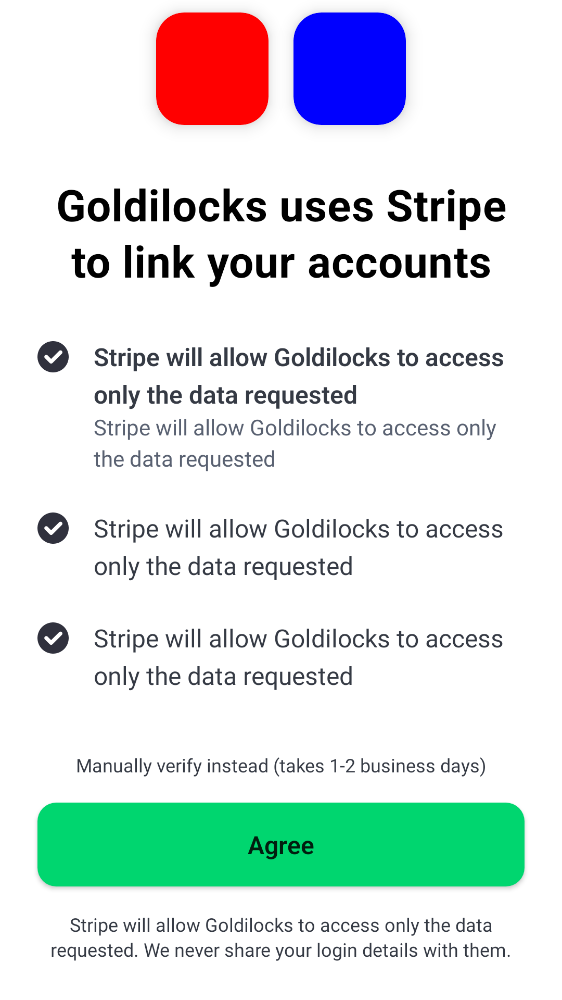 Goldilocks uses Stripe
to link your accounts
Stripe will allow Goldilocks to access
only the data requested
Stripe will allow Goldilocks to access only
the data requested
Stripe will allow Goldilocks to access
only the data requested
Stripe will allow Goldilocks to access
only the data requested
Manually verify instead (takes 1-2 business days)
Agree
Stripe will allow Goldilocks to access only the data
requested. We never share your login details with them.